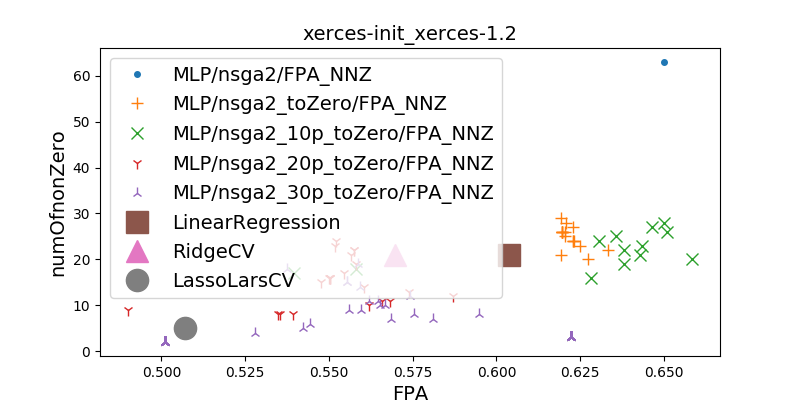 xerces-init_xerces-1.2
numOfnonZero
60
50
40
30
20
10
0
MLP/nsga2/FPA_NNZ
MLP/nsga2_toZero/FPA_NNZ
MLP/nsga2_10p_toZero/FPA_NNZ
MLP/nsga2_20p_toZero/FPA_NNZ
MLP/nsga2_30p_toZero/FPA_NNZ
LinearRegression
RidgeCV
LassoLarsCV
0.500 0.525 0.550 0.575 0.600 0.625 0.650
FPA